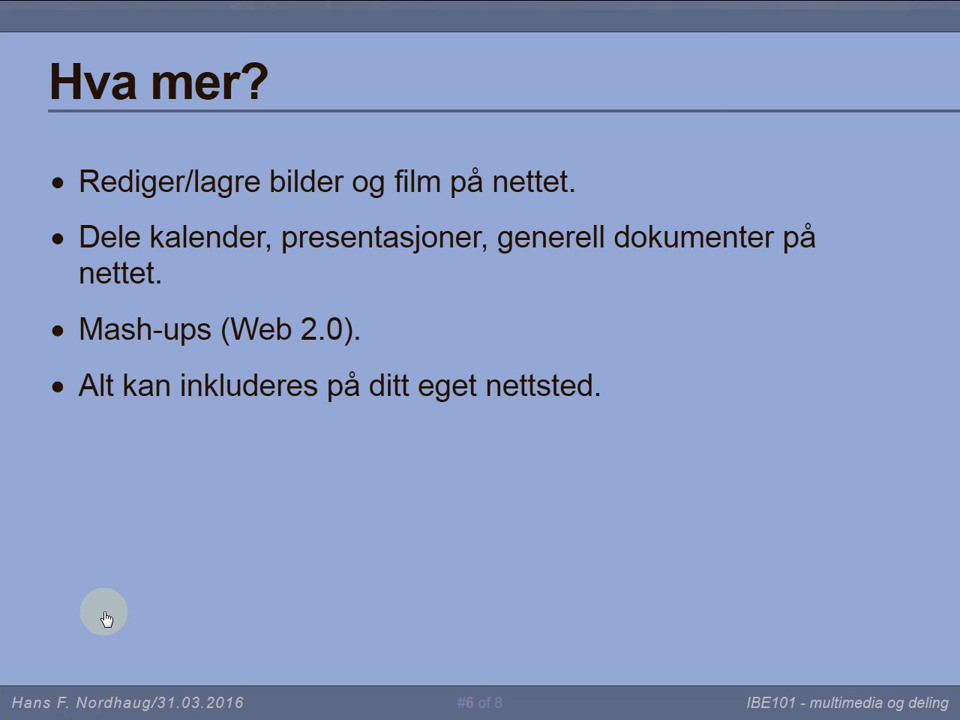 Hva mer?
Rediger/lagre bilder og film på nettet.
Dele kalender, presentasjoner, generell dokumenter på
nettet.
Mash-ups (Web 2.0).
Alt kan inkluderes på ditt eget nettsted.
Hans F. Nordhaug/31.03.2016
#6 of 8
IBE101 - multimedia og deling